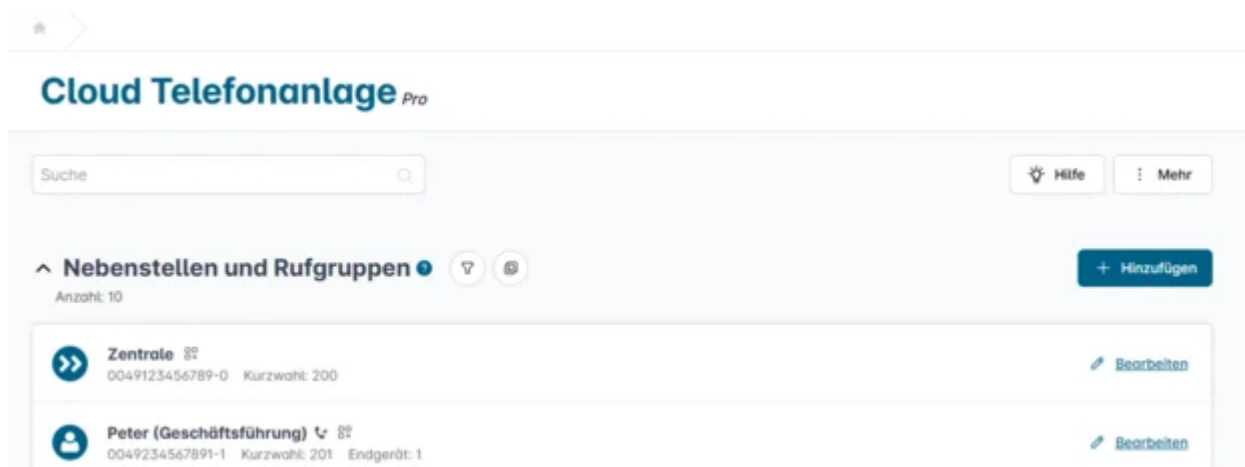 Cloud Telefonanlage Pro
Suche
Hilfe
Mehr
Nebenstellen und Rufgruppen
Hinzufügen
Anzahl: 10
Zentrale
0049123456789-0 Kurzwahl: 200
Bearbeiten
Peter (Geschäftsführung)
0049234567891-1 Kurzwahl: 201 Endgerät: 1
Bearbeiten